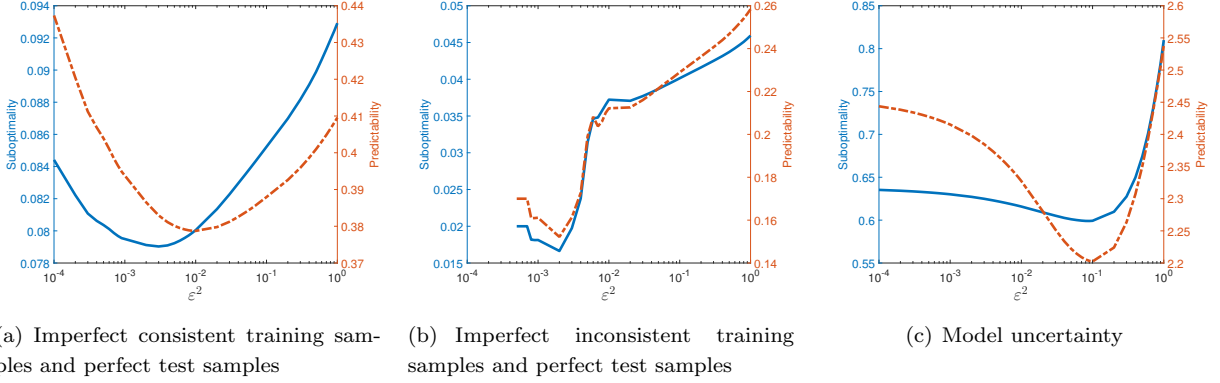 0.094
0.092
0.09
0.088
0.086
0.084
0.082
0.08
0.078
Suboptimality
0.44
0.43
0.42
0.41
0.4
0.39
0.38
0.37
Predictability
10^-4 10^-3 10^-2 10^-1 10^0
ε^2
0.05
0.045
0.04
0.035
0.03
0.025
0.02
0.015
Suboptimality
0.26
0.24
0.22
0.2
0.18
0.16
0.14
Predictability
10^-4 10^-3 10^-2 10^-1 10^0
ε^2
0.85
0.8
0.75
0.7
0.65
0.6
0.55
Suboptimality
2.6
2.55
2.5
2.45
2.4
2.35
2.3
2.25
2.2
Predictability
10^-4 10^-3 10^-2 10^-1 10^0
ε^2
(a) Imperfect consistent training sam-
ples and perfect test samples
(b) Imperfect inconsistent training
samples and perfect test samples
(c) Model uncertainty